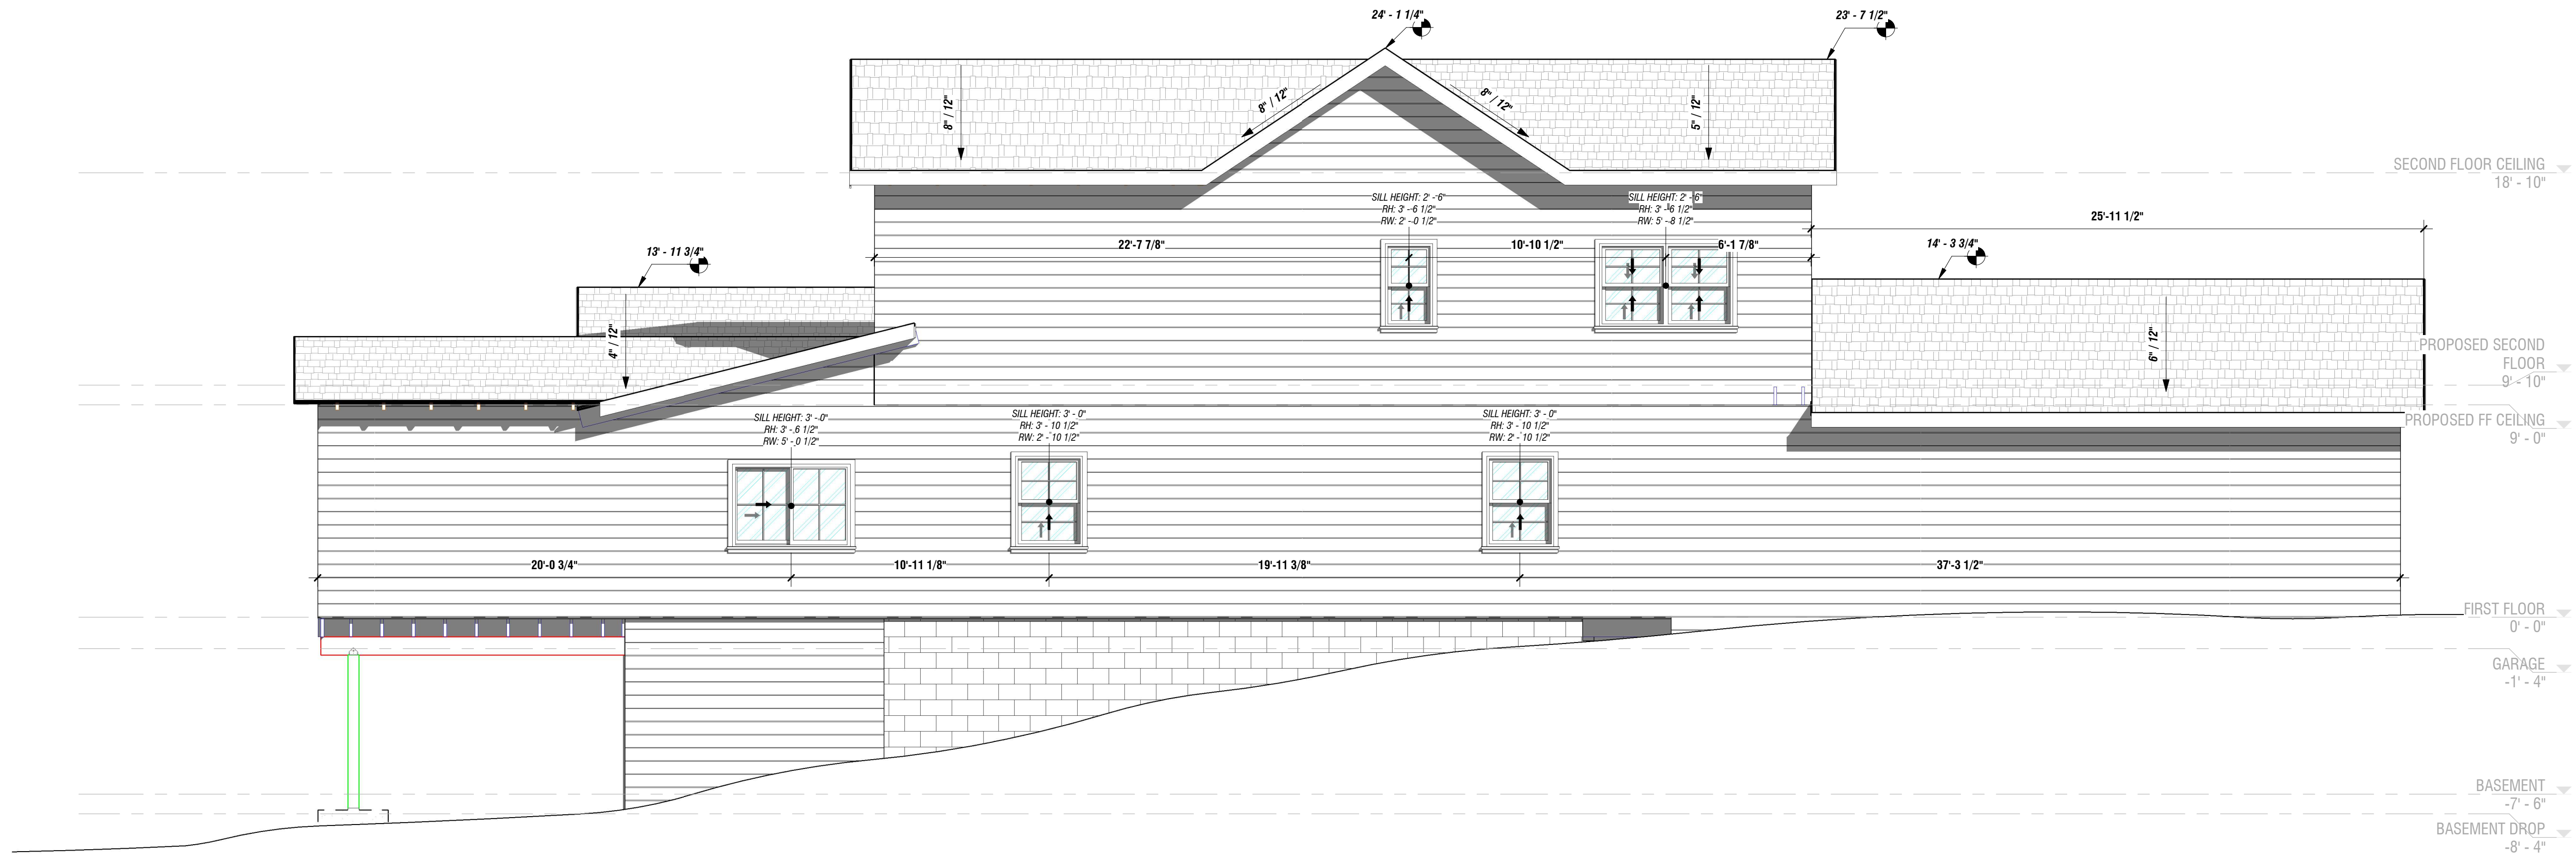 24' - 1 1/4"
23' - 7 1/2"
8" / 12"
8" / 12"
8" / 12"
5" / 12"
SECOND FLOOR CEILING
18' - 10"
SILL HEIGHT: 2' - 6"
RH: 3' - 6 1/2"
RW: 2' - 0 1/2"
SILL HEIGHT: 2' - 6"
RH: 3' - 6 1/2"
RW: 5' - 8 1/2"
25'-11 1/2"
22'-7 7/8"
10'-10 1/2"
6'-1 7/8"
13' - 11 3/4"
14' - 3 3/4"
4" / 12"
6" / 12"
PROPOSED SECOND
FLOOR
9' - 10"
PROPOSED FF CEILING
9' - 0"
SILL HEIGHT: 3' - 0"
RH: 3' - 6 1/2"
RW: 5' - 0 1/2"
SILL HEIGHT: 3' - 0"
RH: 3' - 10 1/2"
RW: 2' - 10 1/2"
SILL HEIGHT: 3' - 0"
RH: 3' - 10 1/2"
RW: 2' - 10 1/2"
20'-0 3/4"
10'-11 1/8"
19'-11 3/8"
37'-3 1/2"
FIRST FLOOR
0' - 0"
GARAGE
-1' - 4"
BASEMENT
-7' - 6"
BASEMENT DROP
-8' - 4"